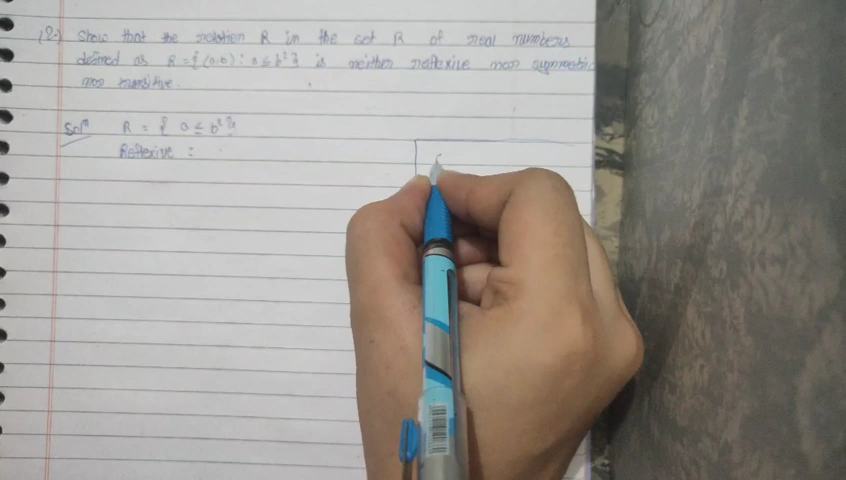 (2.) Show that the relation R in the set R of real numbers
defined as R = { (a,b) : a ≤ b² } is neither reflexive nor symmetric
nor transitive.
Solⁿ R = { a ≤ b² }
Reflexive :